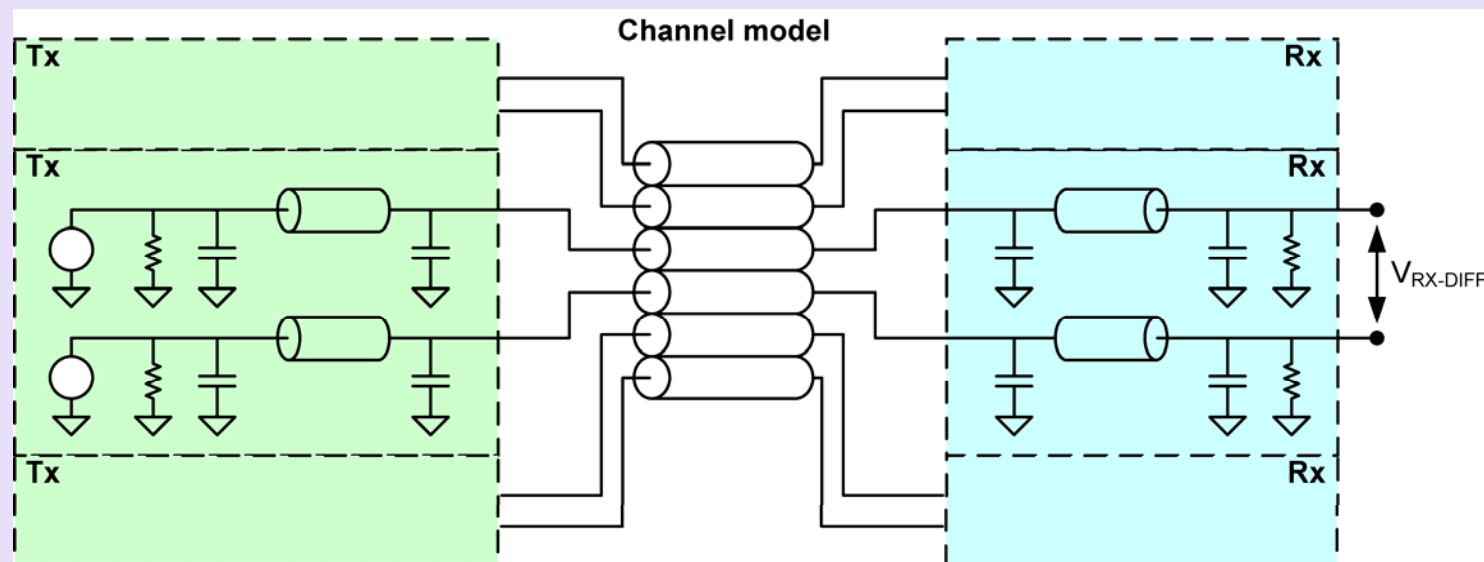 Channel model
Tx
Rx
Tx
Rx
VRX-DIFF
Tx
Rx